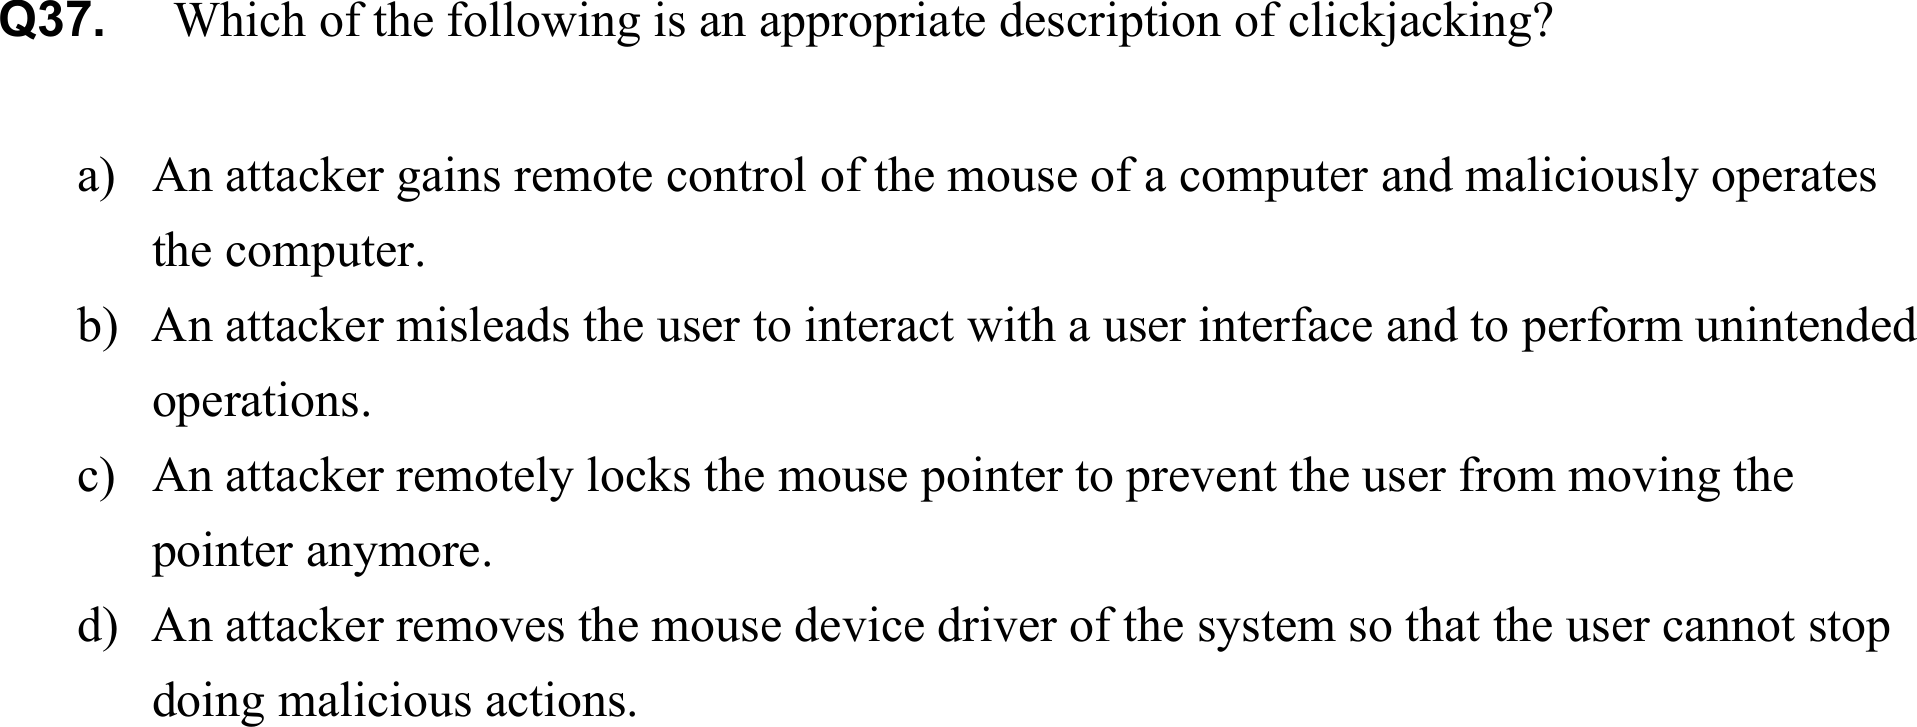 Q37. Which of the following is an appropriate description of clickjacking?
a) An attacker gains remote control of the mouse of a computer and maliciously operates
the computer.
b) An attacker misleads the user to interact with a user interface and to perform unintended
operations.
c) An attacker remotely locks the mouse pointer to prevent the user from moving the
pointer anymore.
d) An attacker removes the mouse device driver of the system so that the user cannot stop
doing malicious actions.